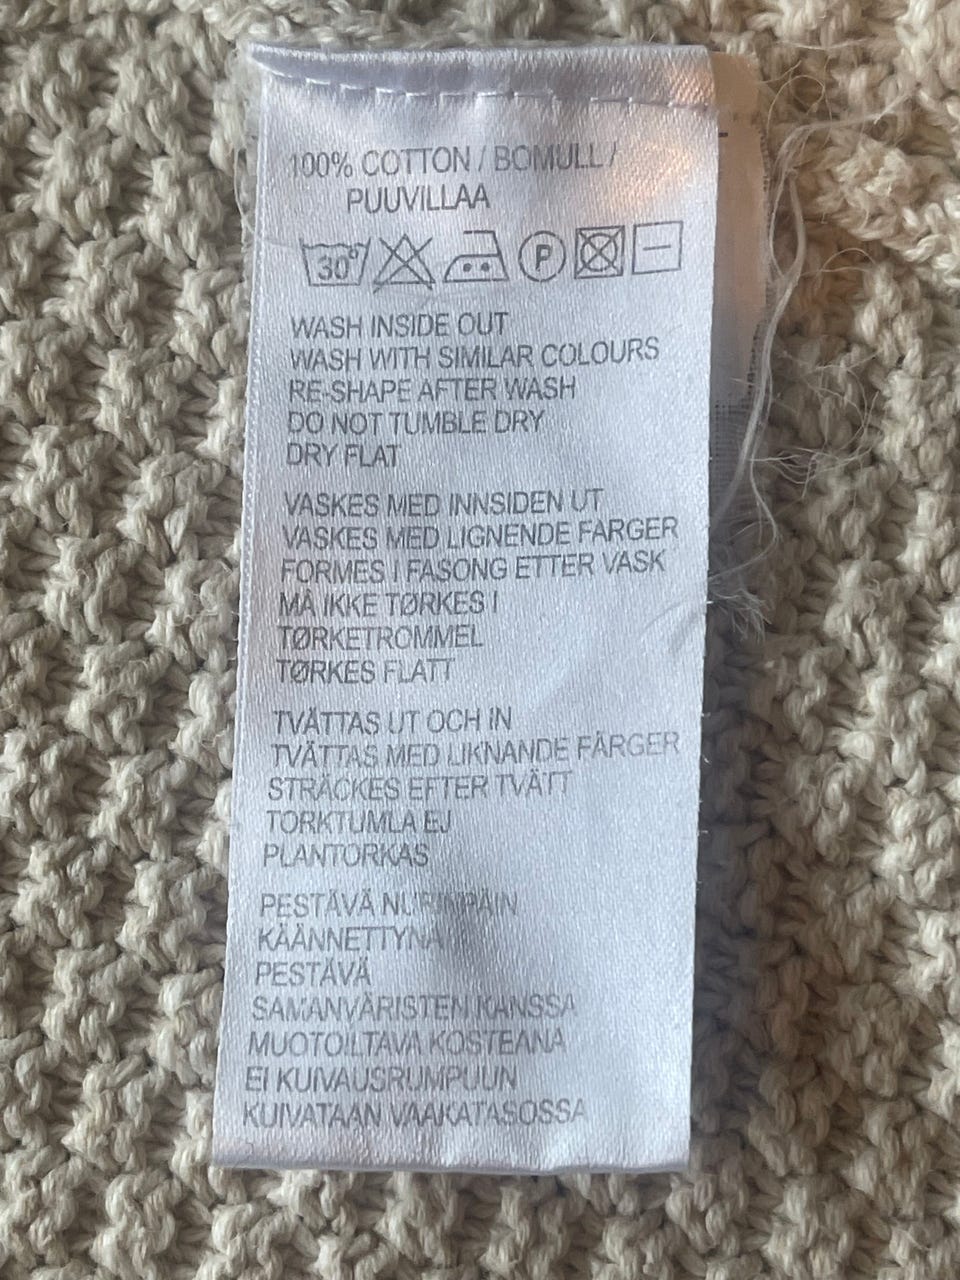 100% COTTON / BOMULL /
PUUVILLAA
30° P
WASH INSIDE OUT
WASH WITH SIMILAR COLOURS
RE-SHAPE AFTER WASH
DO NOT TUMBLE DRY
DRY FLAT
VASKES MED INNSIDEN UT
VASKES MED LIGNENDE FARGER
FORMES I FASONG ETTER VASK
MÅ IKKE TØRKES I
TØRKETROMMEL
TØRKES FLATT
TVÄTTAS UT OCH IN
TVÄTTAS MED LIKNANDE FÄRGER
STRÄCKES EFTER TVÄTT
TORKTUMLA EJ
PLANTORKAS
PESTÄVÄ NURINPÄIN
KÄÄNNETTYNÄ
PESTÄVÄ
SAMANVÄRISTEN KANSSA
MUOTOILTAVA KOSTEANA
EI KUIVAUSRUMPUUN
KUIVATAAN VAAKATASOSSA